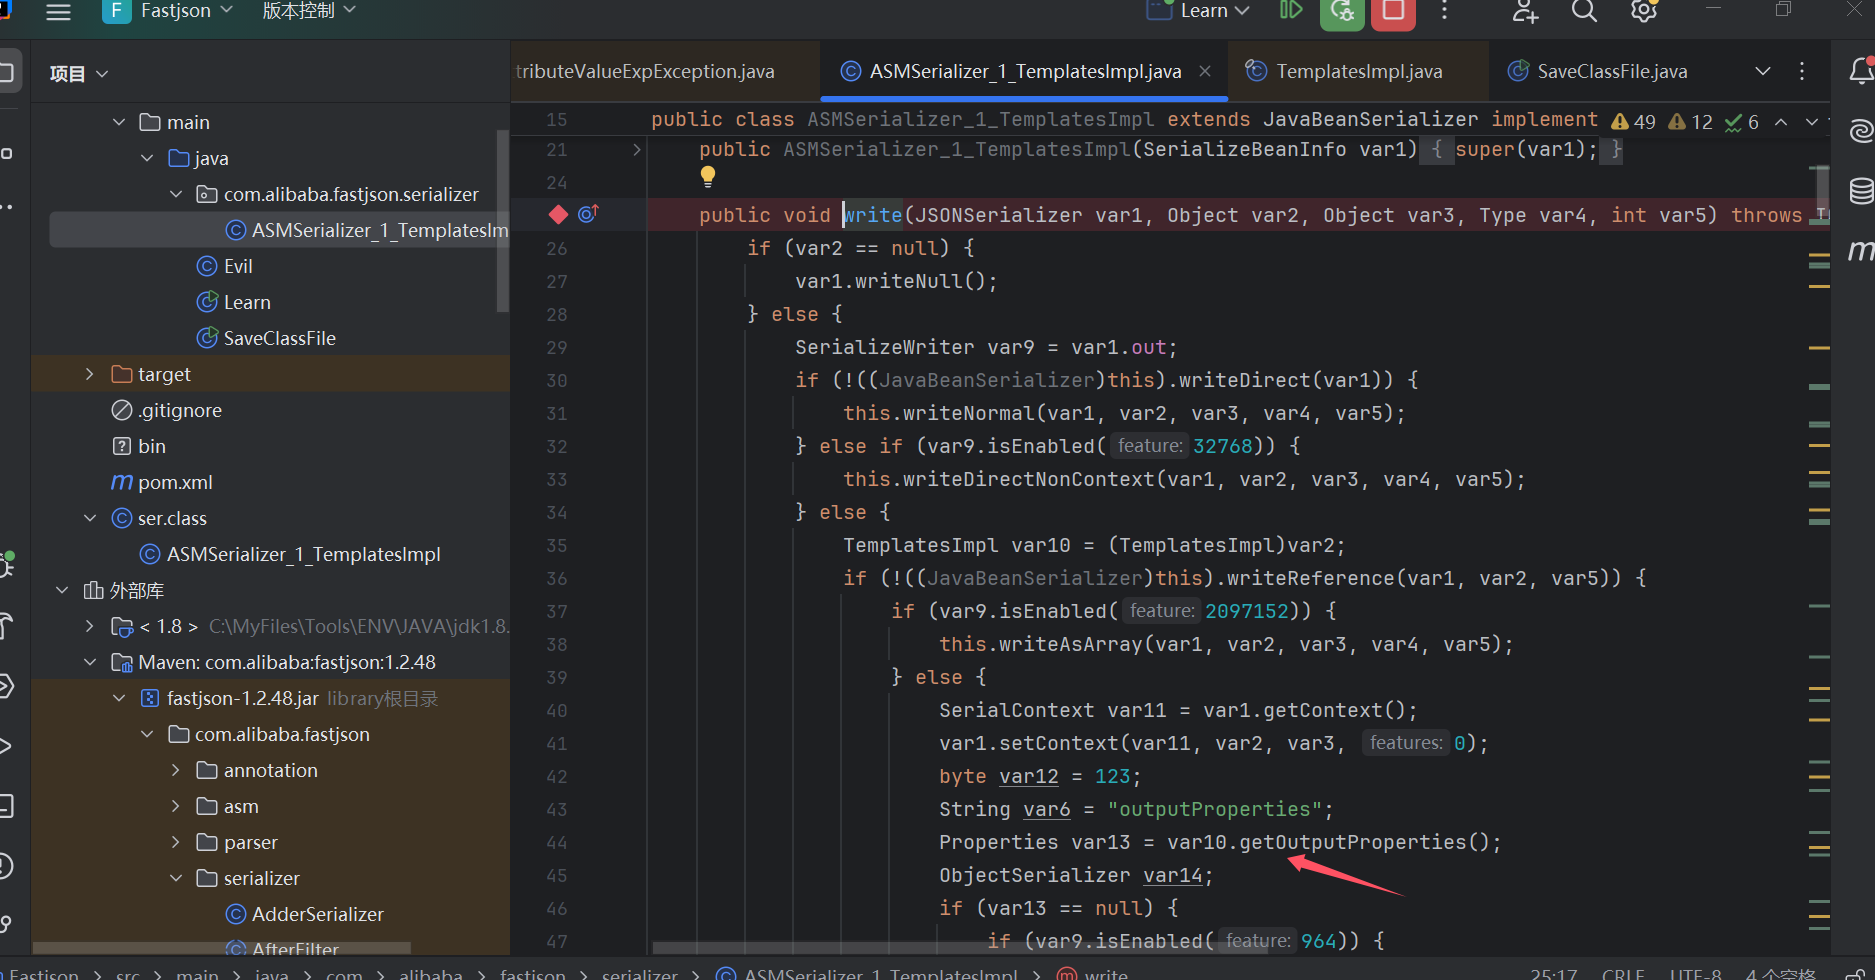 F Fastjson 版本控制 Learn
项目
main
java
com.alibaba.fastjson.serializer
ASMSerializer_1_TemplatesIm
Evil
Learn
SaveClassFile
target
.gitignore
bin
pom.xml
ser.class
ASMSerializer_1_TemplatesImpl
外部库
< 1.8 > C:\MyFiles\Tools\ENV\JAVA\jdk1.8.
Maven: com.alibaba:fastjson:1.2.48
fastjson-1.2.48.jar library根目录
com.alibaba.fastjson
annotation
asm
parser
serializer
AdderSerializer
AfterFilter
tributeValueExpException.java ASMSerializer_1_TemplatesImpl.java TemplatesImpl.java SaveClassFile.java
15 public class ASMSerializer_1_TemplatesImpl extends JavaBeanSerializer implement 49 12 6
21 public ASMSerializer_1_TemplatesImpl(SerializeBeanInfo var1) { super(var1); }
24
public void write(JSONSerializer var1, Object var2, Object var3, Type var4, int var5) throws
26 if (var2 == null) {
27 var1.writeNull();
28 } else {
29 SerializeWriter var9 = var1.out;
30 if (!((JavaBeanSerializer)this).writeDirect(var1)) {
31 this.writeNormal(var1, var2, var3, var4, var5);
32 } else if (var9.isEnabled( feature: 32768)) {
33 this.writeDirectNonContext(var1, var2, var3, var4, var5);
34 } else {
35 TemplatesImpl var10 = (TemplatesImpl)var2;
36 if (!((JavaBeanSerializer)this).writeReference(var1, var2, var5)) {
37 if (var9.isEnabled( feature: 2097152)) {
38 this.writeAsArray(var1, var2, var3, var4, var5);
39 } else {
40 SerialContext var11 = var1.getContext();
41 var1.setContext(var11, var2, var3, features: 0);
42 byte var12 = 123;
43 String var6 = "outputProperties";
44 Properties var13 = var10.getOutputProperties();
45 ObjectSerializer var14;
46 if (var13 == null) {
47 if (var9.isEnabled( feature: 964)) {
Fastjson > src > main > java > com > alibaba > fastjson > serializer > ASMSerializer_1_TemplatesImpl > write 25:17 CRLF UTF-8 4 个空格